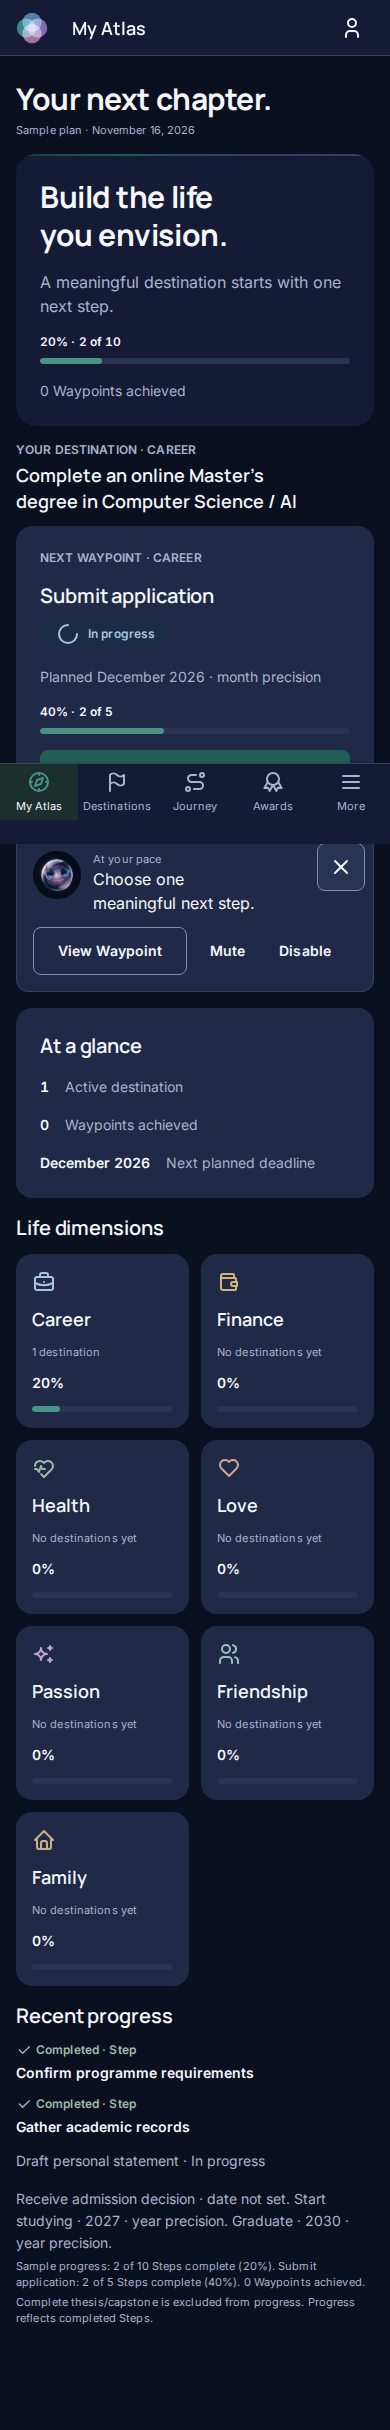 My Atlas
Your next chapter.
Sample plan · November 16, 2026
Build the life
you envision.
A meaningful destination starts with one
next step.
20% · 2 of 10
0 Waypoints achieved
YOUR DESTINATION · CAREER
Complete an online Master's
degree in Computer Science / AI
NEXT WAYPOINT · CAREER
Submit application
In progress
Planned December 2026 · month precision
40% · 2 of 5
My Atlas Destinations Journey Awards More
At your pace
Choose one
meaningful next step.
View Waypoint Mute Disable
At a glance
1 Active destination
0 Waypoints achieved
December 2026 Next planned deadline
Life dimensions
Career
1 destination
20%
Finance
No destinations yet
0%
Health
No destinations yet
0%
Love
No destinations yet
0%
Passion
No destinations yet
0%
Friendship
No destinations yet
0%
Family
No destinations yet
0%
Recent progress
Completed · Step
Confirm programme requirements
Completed · Step
Gather academic records
Draft personal statement · In progress
Receive admission decision · date not set. Start
studying · 2027 · year precision. Graduate · 2030 ·
year precision.
Sample progress: 2 of 10 Steps complete (20%). Submit
application: 2 of 5 Steps complete (40%). 0 Waypoints achieved.
Complete thesis/capstone is excluded from progress. Progress
reflects completed Steps.